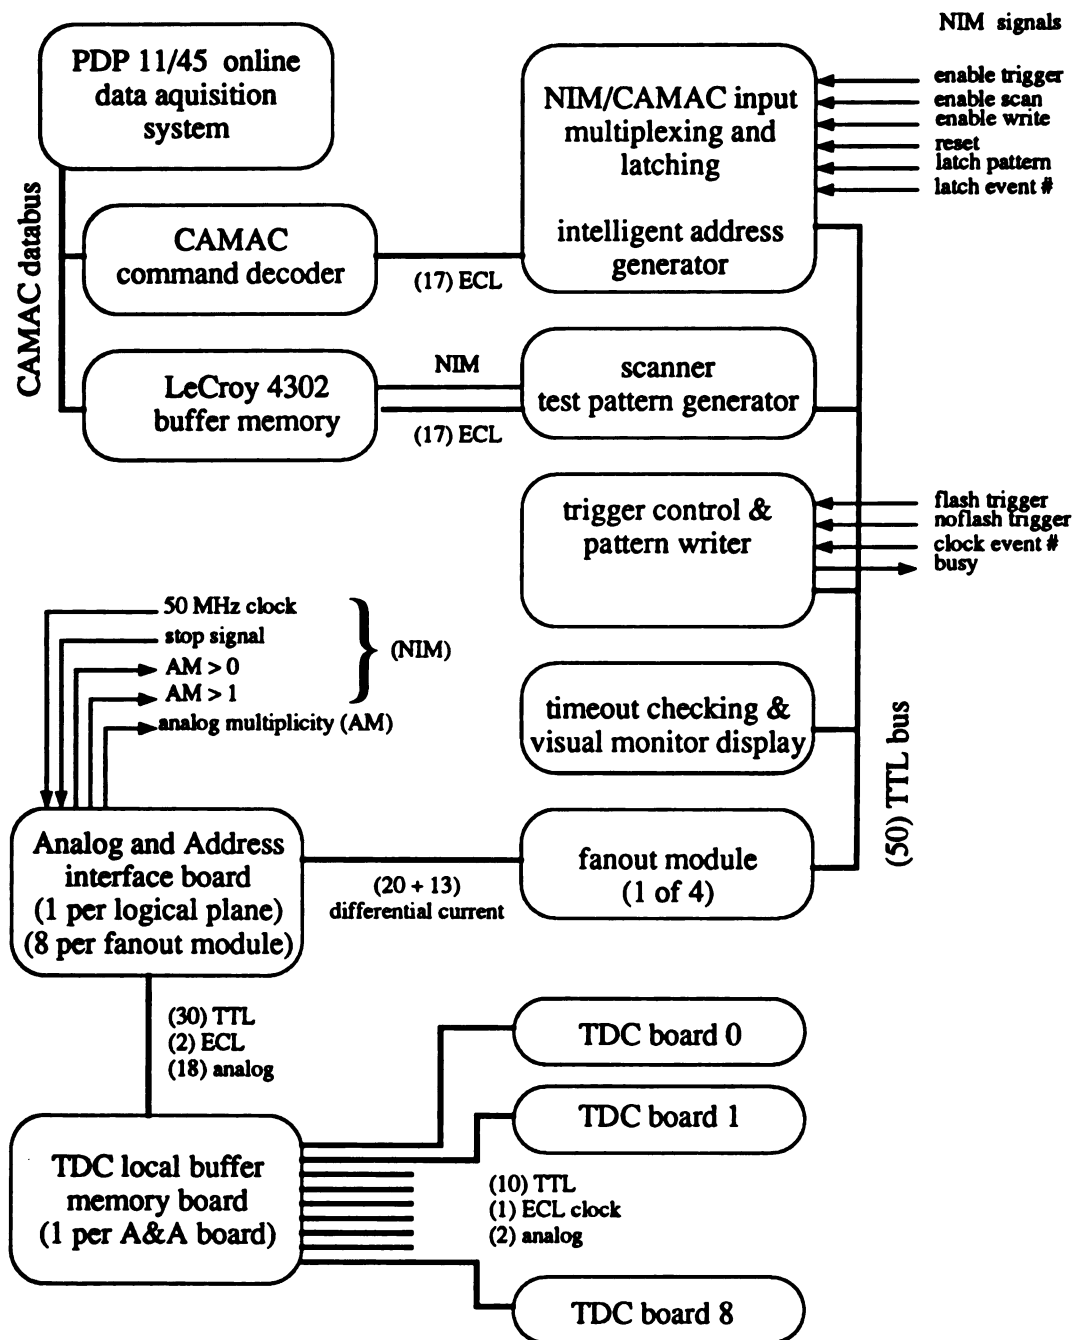 NIM signals
PDP 11/45 online
data aquisition
system
NIM/CAMAC input
multiplexing and
latching
intelligent address
generator
enable trigger
enable scan
enable write
reset
latch pattern
latch event #
CAMAC databus
CAMAC
command decoder
(17) ECL
LeCroy 4302
buffer memory
NIM
(17) ECL
scanner
test pattern generator
trigger control &
pattern writer
flash trigger
noflash trigger
clock event #
busy
50 MHz clock
stop signal
AM > 0
AM > 1
analog multiplicity (AM)
(NIM)
timeout checking &
visual monitor display
(50) TTL bus
Analog and Address
interface board
(1 per logical plane)
(8 per fanout module)
(20 + 13)
differential current
fanout module
(1 of 4)
(30) TTL
(2) ECL
(18) analog
TDC board 0
TDC board 1
TDC local buffer
memory board
(1 per A&A board)
(10) TTL
(1) ECL clock
(2) analog
TDC board 8